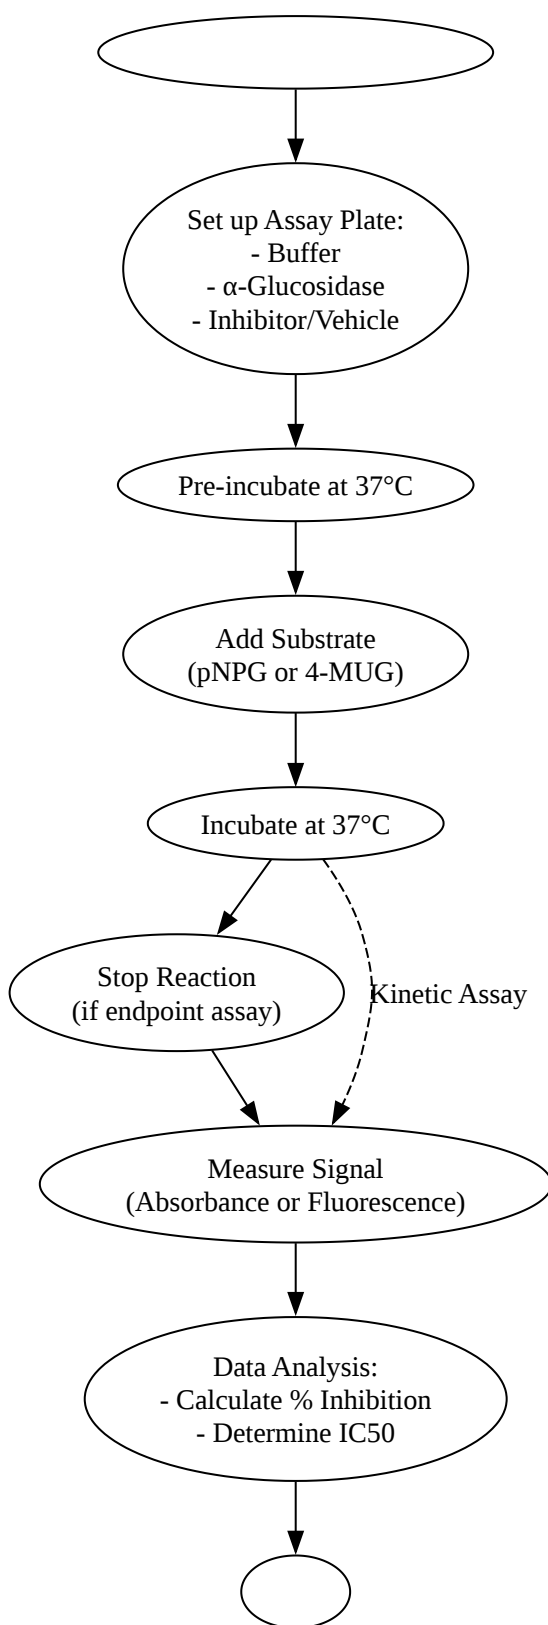 Set up Assay Plate:
- Buffer
- α-Glucosidase
- Inhibitor/Vehicle
Pre-incubate at 37°C
Add Substrate
(pNPG or 4-MUG)
Incubate at 37°C
Stop Reaction
(if endpoint assay)
Kinetic Assay
Measure Signal
(Absorbance or Fluorescence)
Data Analysis:
- Calculate % Inhibition
- Determine IC50